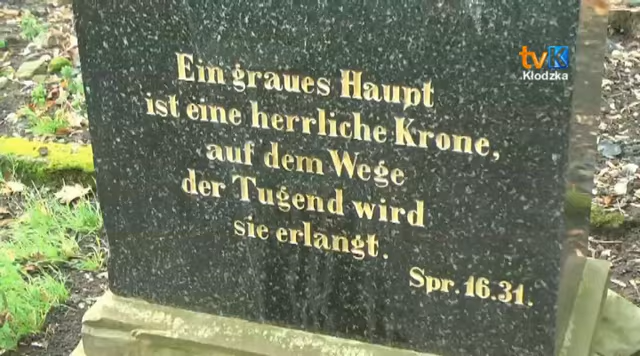 tvK
Kłodzka
Ein graues Haupt
ist eine herrliche Krone,
auf dem Wege
der Tugend wird
sie erlangt.
Spr. 16.31.